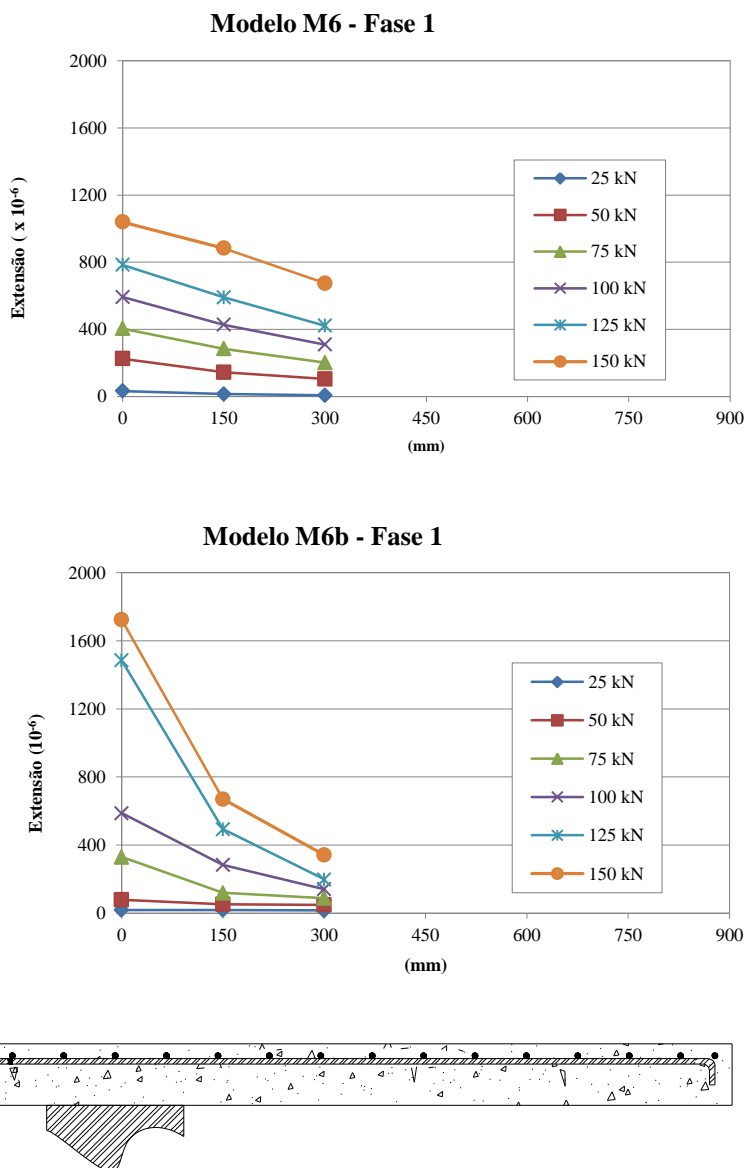 Modelo M6 - Fase 1
2000
1600
1200
800
400
0
Extensão ( x 10⁻⁶ )
0 150 300 450 600 750 900
(mm)
25 kN
50 kN
75 kN
100 kN
125 kN
150 kN
Modelo M6b - Fase 1
2000
1600
1200
800
400
0
Extensão (10⁻⁶)
0 150 300 450 600 750 900
(mm)
25 kN
50 kN
75 kN
100 kN
125 kN
150 kN